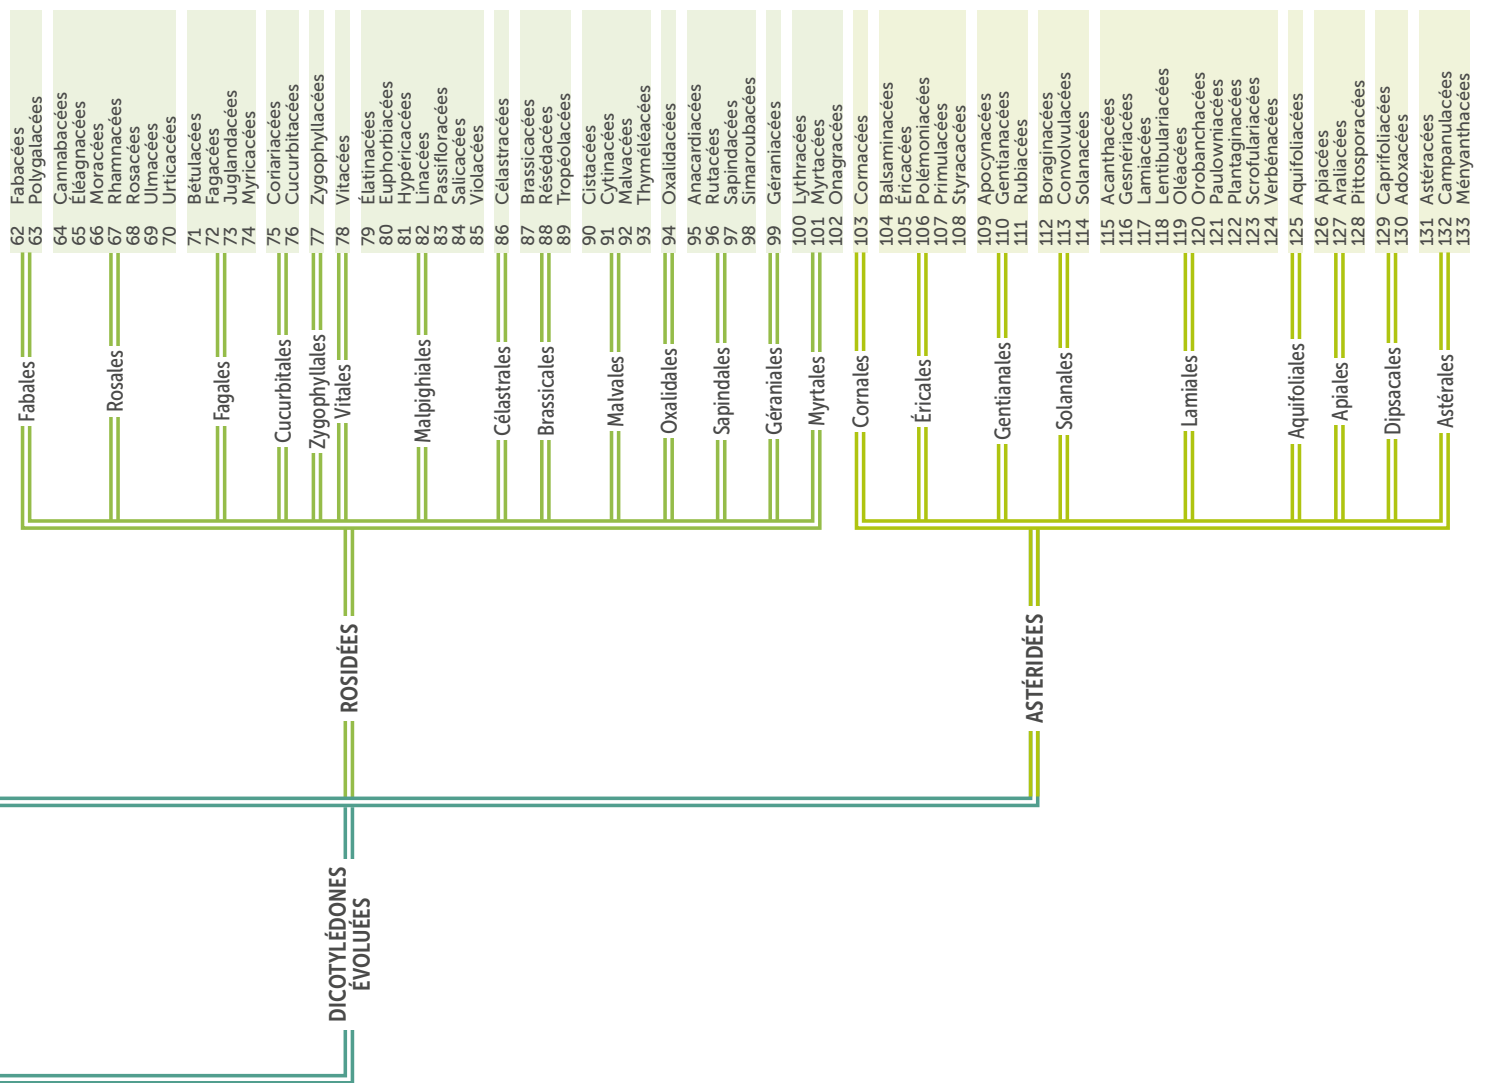 62 Fabacées
63 Polygalacées
64 Cannabacées
65 Éléagnacées
66 Moracées
67 Rhamnacées
68 Rosacées
69 Ulmacées
70 Urticacées
71 Bétulacées
72 Fagacées
73 Juglandacées
74 Myricacées
75 Coriariacées
76 Cucurbitacées
77 Zygophyllacées
78 Vitacées
79 Élatinacées
80 Euphorbiacées
81 Hypéricacées
82 Linacées
83 Passifloracées
84 Salicacées
85 Violacées
86 Célastracées
87 Brassicacées
88 Résédacées
89 Tropéolacées
90 Cistacées
91 Cytinacées
92 Malvacées
93 Thyméléacées
94 Oxalidacées
95 Anacardiacées
96 Rutacées
97 Sapindacées
98 Simaroubacées
99 Géraniacées
100 Lythracées
101 Myrtacées
102 Onagracées
103 Cornacées
104 Balsaminacées
105 Éricacées
106 Polémoniacées
107 Primulacées
108 Styracacées
109 Apocynacées
110 Gentianacées
111 Rubiacées
112 Boraginacées
113 Convolvulacées
114 Solanacées
115 Acanthacées
116 Gesnériacées
117 Lamiacées
118 Lentibulariacées
119 Oléacées
120 Orobanchacées
121 Paulowniacées
122 Plantaginacées
123 Scrofulariacées
124 Verbénacées
125 Aquifoliacées
126 Apiacées
127 Araliacées
128 Pittosporacées
129 Caprifoliacées
130 Adoxacées
131 Astéracées
132 Campanulacées
133 Ményanthacées
Fabales
Rosales
Fagales
Cucurbitales
Zygophyllales
Vitales
Malpighiales
Célastrales
Brassicales
Malvales
Oxalidales
Sapindales
Géraniales
Myrtales
Cornales
Éricales
Gentianales
Solanales
Lamiales
Aquifoliales
Apiales
Dipsacales
Astérales
ROSIDÉES
ASTÉRIDÉES
DICOTYLÉDONES
ÉVOLUÉES